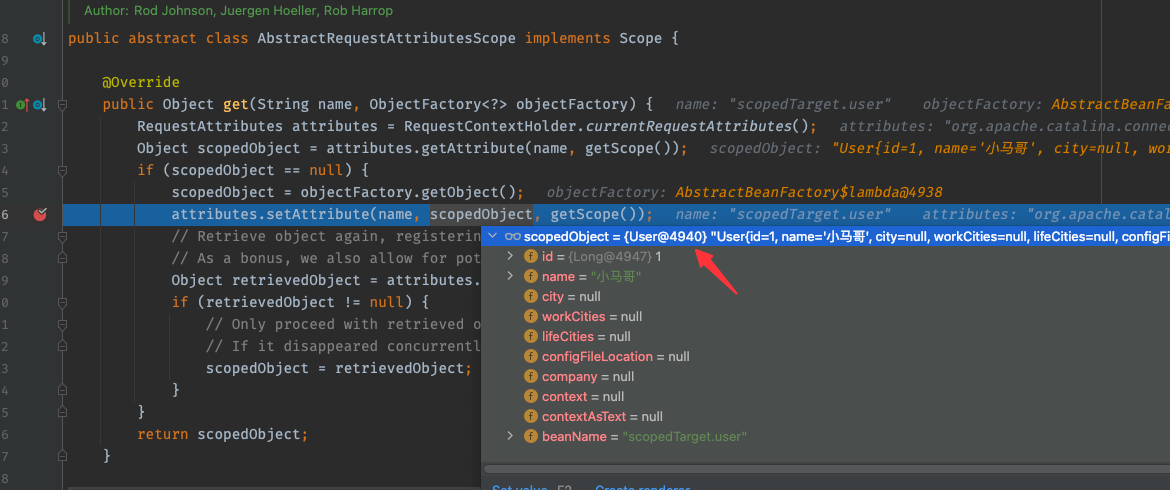 Author: Rod Johnson, Juergen Hoeller, Rob Harrop
8 public abstract class AbstractRequestAttributesScope implements Scope {
9
0 @Override
1 public Object get(String name, ObjectFactory<?> objectFactory) { name: "scopedTarget.user" objectFactory: AbstractBeanFa
2 RequestAttributes attributes = RequestContextHolder.currentRequestAttributes(); attributes: "org.apache.catalina.conne
3 Object scopedObject = attributes.getAttribute(name, getScope()); scopedObject: "User{id=1, name='小马哥', city=null, wor
4 if (scopedObject == null) {
5 scopedObject = objectFactory.getObject(); objectFactory: AbstractBeanFactory$lambda@4938
6 attributes.setAttribute(name, scopedObject, getScope()); name: "scopedTarget.user" attributes: "org.apache.catal
7 // Retrieve object again, registerin
8 // As a bonus, we also allow for pot
9 Object retrievedObject = attributes.
0 if (retrievedObject != null) {
1 // Only proceed with retrieved o
2 // If it disappeared concurrentl
3 scopedObject = retrievedObject;
4 }
5 }
6 return scopedObject;
7 }
8
scopedObject = {User@4940} "User{id=1, name='小马哥', city=null, workCities=null, lifeCities=null, configFi
f id = {Long@4947} 1
f name = "小马哥"
f city = null
f workCities = null
f lifeCities = null
f configFileLocation = null
f company = null
f context = null
f contextAsText = null
f beanName = "scopedTarget.user"
Set value F2 Create renderer